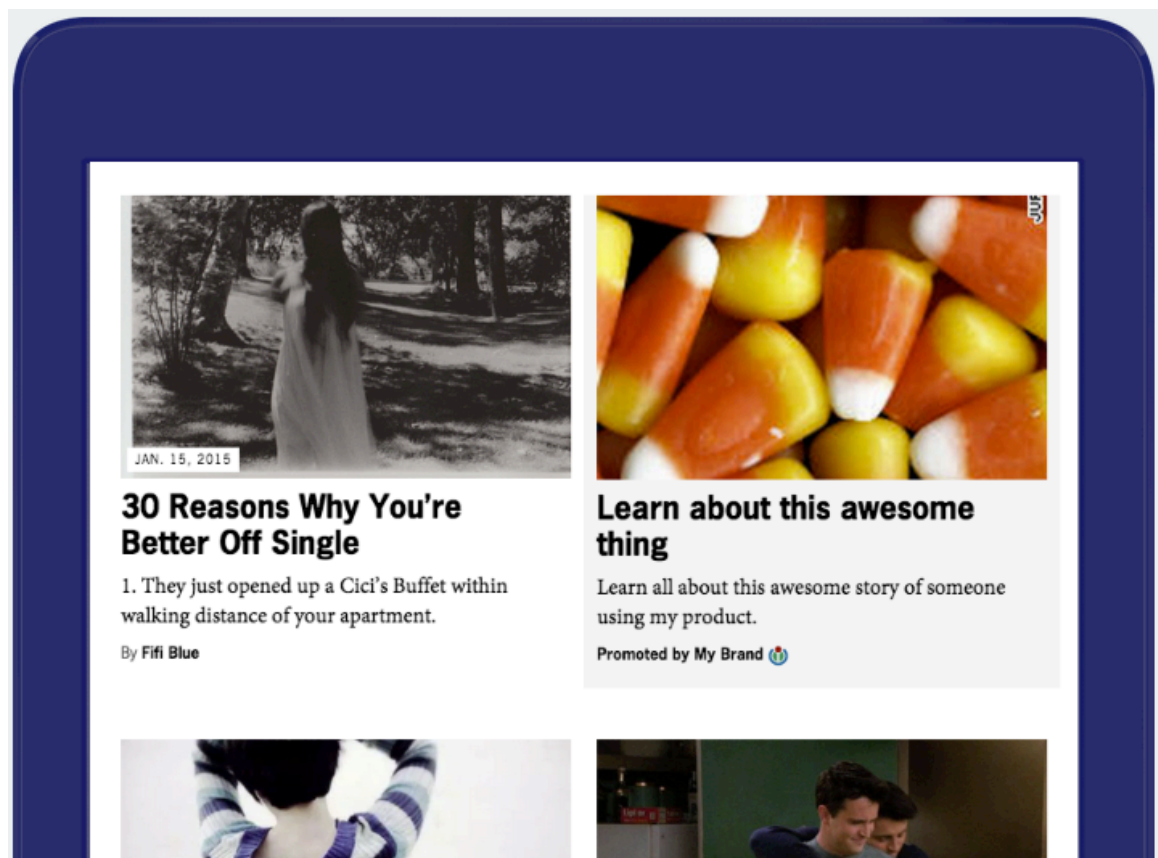 JAN. 15, 2015
30 Reasons Why You're
Better Off Single
1. They just opened up a Cici's Buffet within
walking distance of your apartment.
By Fifi Blue
Learn about this awesome
thing
Learn all about this awesome story of someone
using my product.
Promoted by My Brand